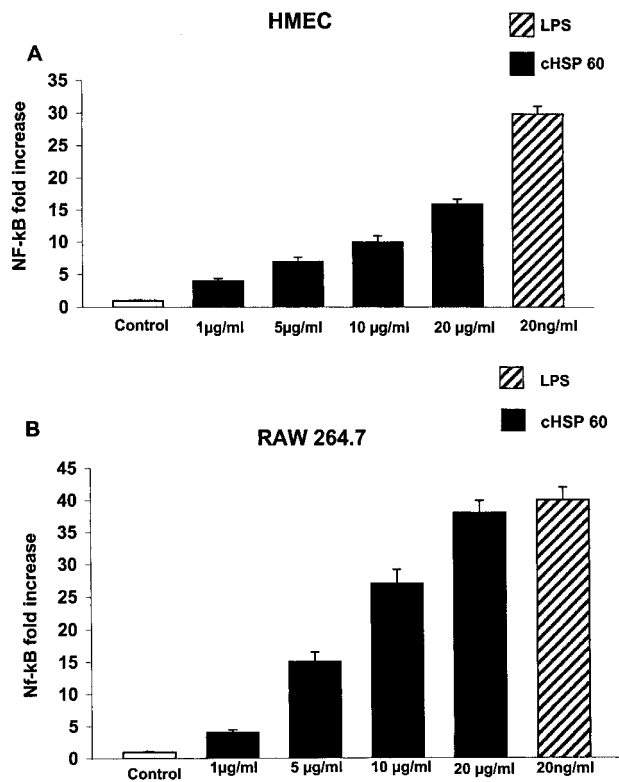 HMEC
LPS
A
cHSP 60
35
30
25
20
15
10
5
0
NF-kB fold increase
Control 1µg/ml 5µg/ml 10 µg/ml 20 µg/ml 20ng/ml
LPS
cHSP 60
B
RAW 264.7
45
40
35
30
25
20
15
10
5
0
Nf-kB fold increase
Control 1µg/ml 5 µg/ml 10 µg/ml 20 µg/ml 20ng/ml